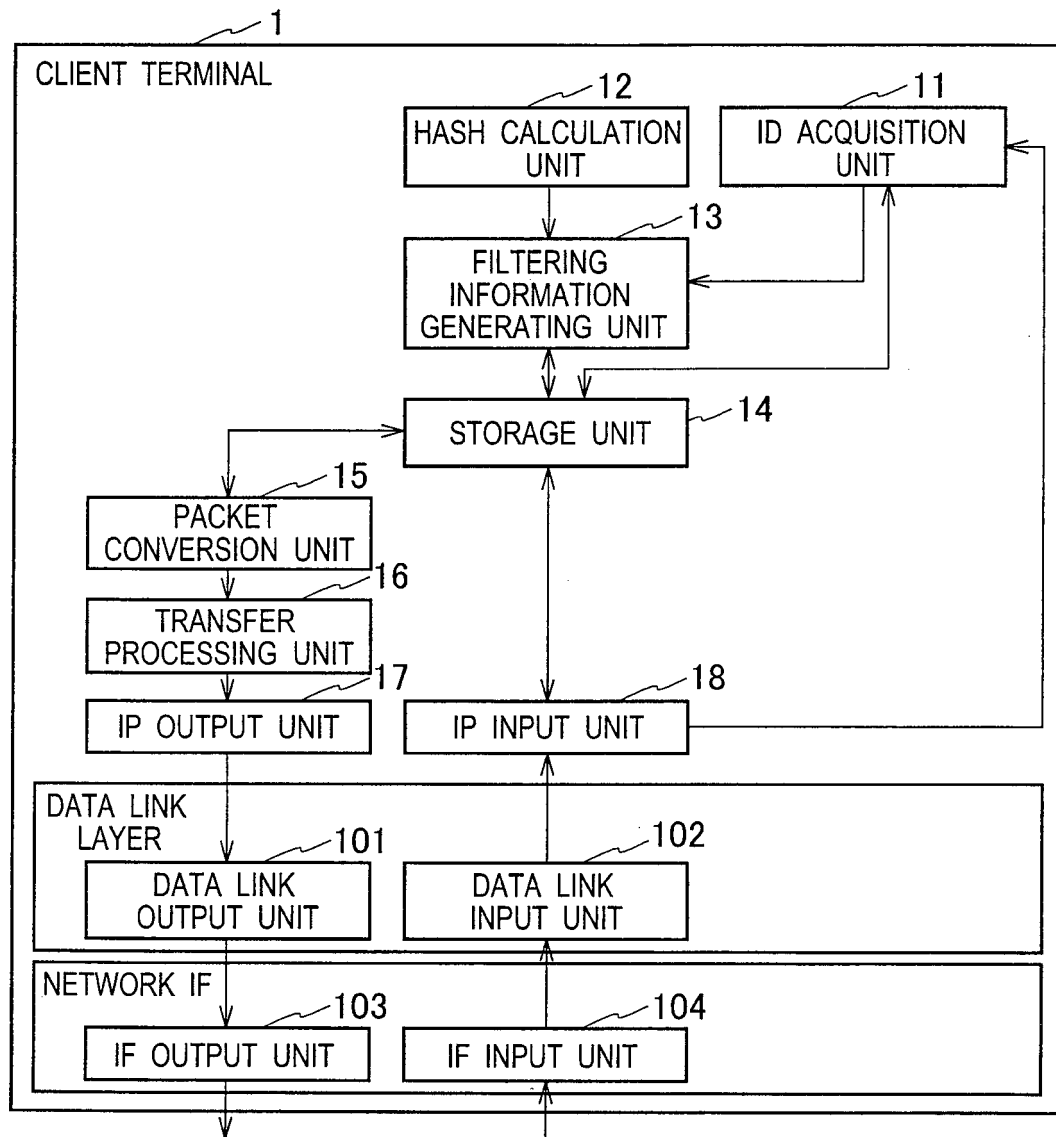 1
CLIENT TERMINAL
12
HASH CALCULATION
UNIT
11
ID ACQUISITION
UNIT
13
FILTERING
INFORMATION
GENERATING UNIT
14
STORAGE UNIT
15
PACKET
CONVERSION UNIT
16
TRANSFER
PROCESSING UNIT
17
IP OUTPUT UNIT
18
IP INPUT UNIT
DATA LINK
LAYER
101
DATA LINK
OUTPUT UNIT
102
DATA LINK
INPUT UNIT
NETWORK IF
103
IF OUTPUT UNIT
104
IF INPUT UNIT